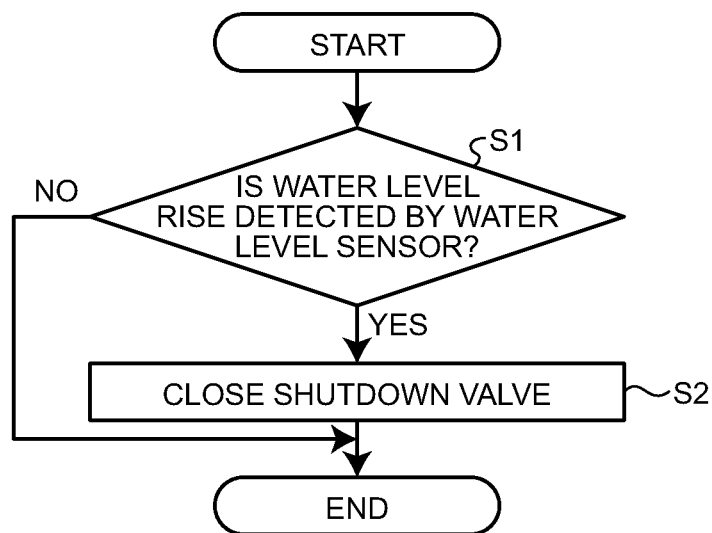 START
S1
IS WATER LEVEL
NO
RISE DETECTED BY WATER
LEVEL SENSOR?
YES
CLOSE SHUTDOWN VALVE
S2
END